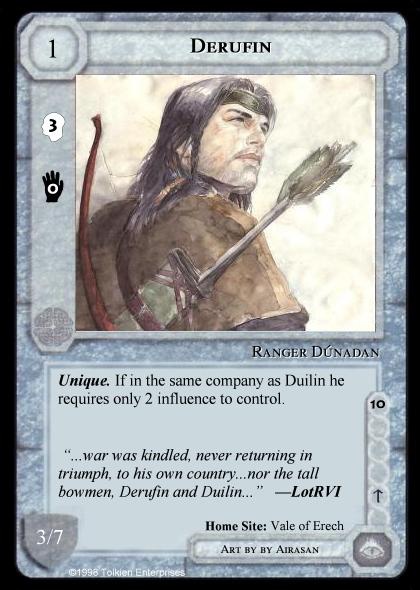 1
DERUFIN
3
0
RANGER DÚNADAN
Unique. If in the same company as Duilin he
requires only 2 influence to control.
10
“...war was kindled, never returning in
triumph, to his own country...nor the tall
bowmen, Derufin and Duilin...” —LotRVI
Home Site: Vale of Erech
3/7
ART BY BY AIRASAN
©1998 Tolkien Enterprises